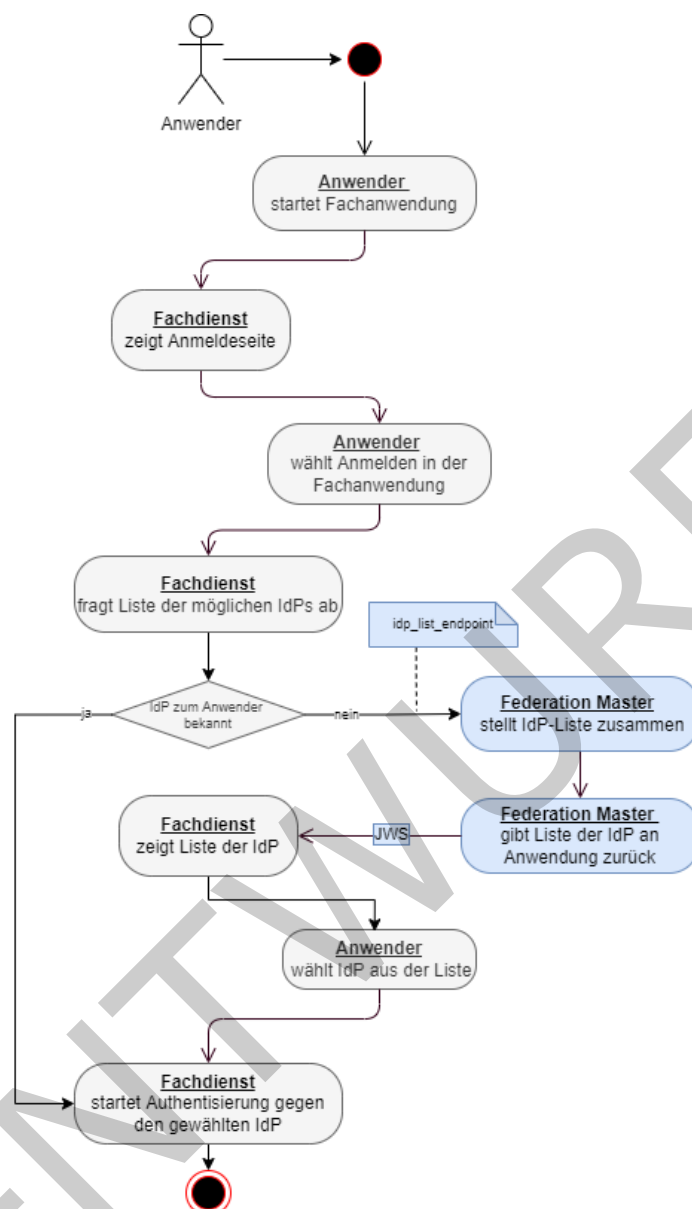 Anwender
Anwender
startet Fachanwendung
Fachdienst
zeigt Anmeldeseite
Anwender
wählt Anmelden in der
Fachanwendung
Fachdienst
fragt Liste der möglichen IdPs ab
idp_list_endpoint
IdP zum Anwender
bekannt
ja
nein
Federation Master
stellt IdP-Liste zusammen
Federation Master
gibt Liste der IdP an
Anwendung zurück
JWS
Fachdienst
zeigt Liste der IdP
Anwender
wählt IdP aus der Liste
Fachdienst
startet Authentisierung gegen
den gewählten IdP
ENTWURF